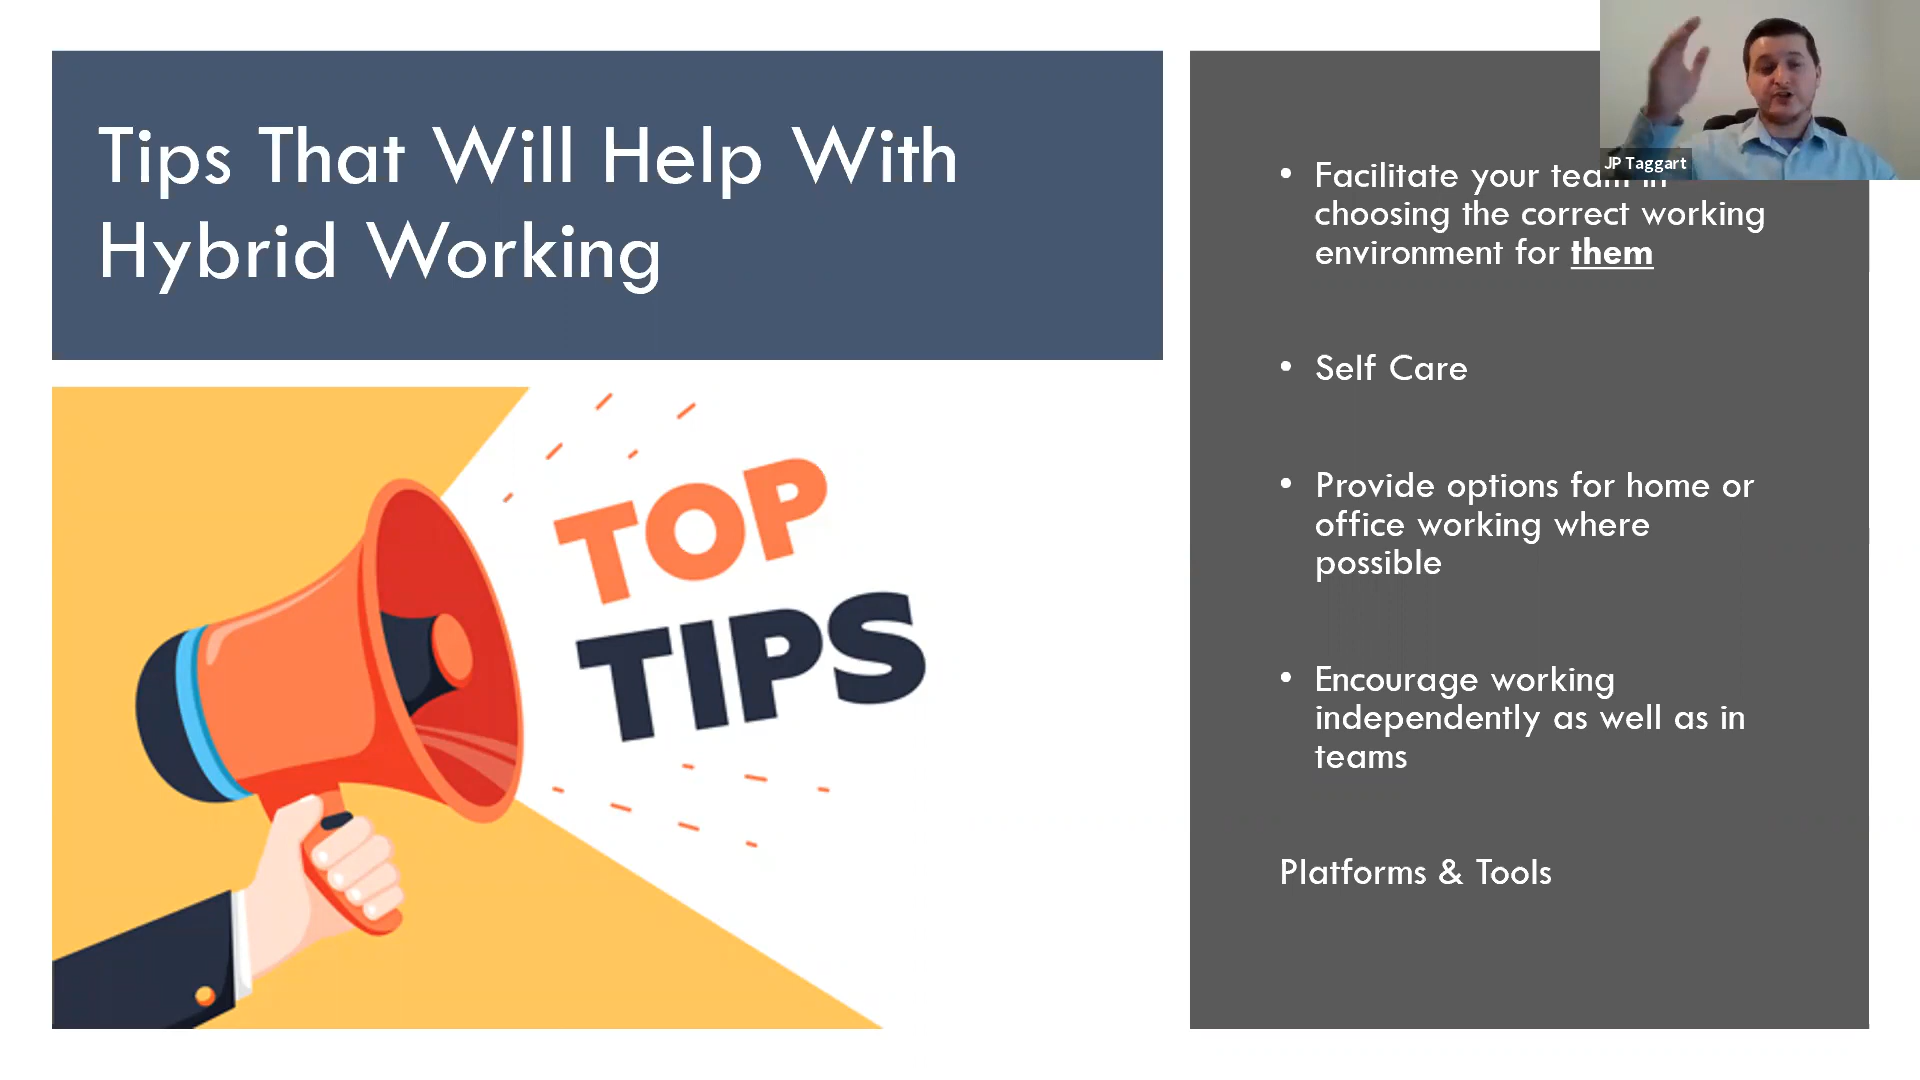 Tips That Will Help With
Hybrid Working
TOP
TIPS
JP Taggart
• Facilitate your team in
choosing the correct working
environment for them
• Self Care
• Provide options for home or
office working where
possible
• Encourage working
independently as well as in
teams
Platforms & Tools